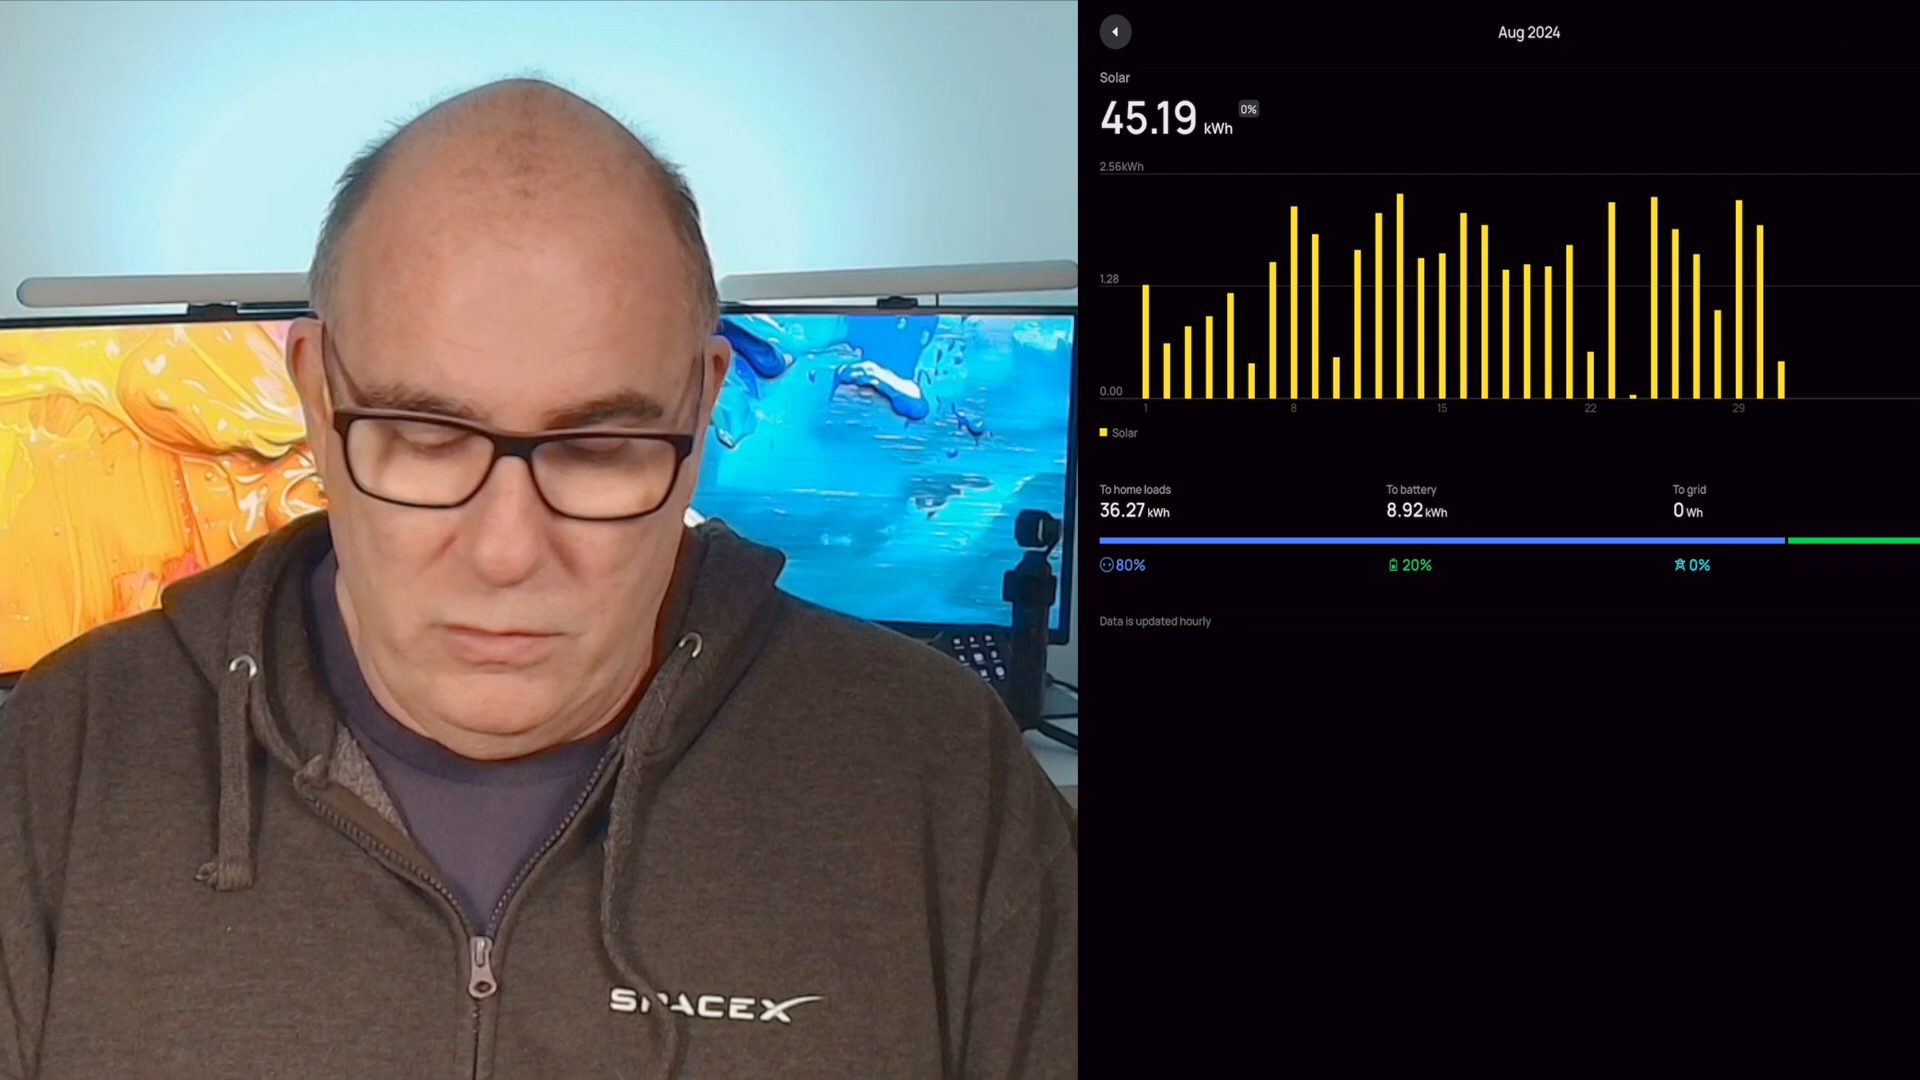 SPACEX
Aug 2024
Solar
45.19 kWh 0%
2.56kWh
1.28
0.00
1 8 15 22 29
Solar
To home loads To battery To grid
36.27 kWh 8.92 kWh 0 Wh
80% 20% 0%
Data is updated hourly